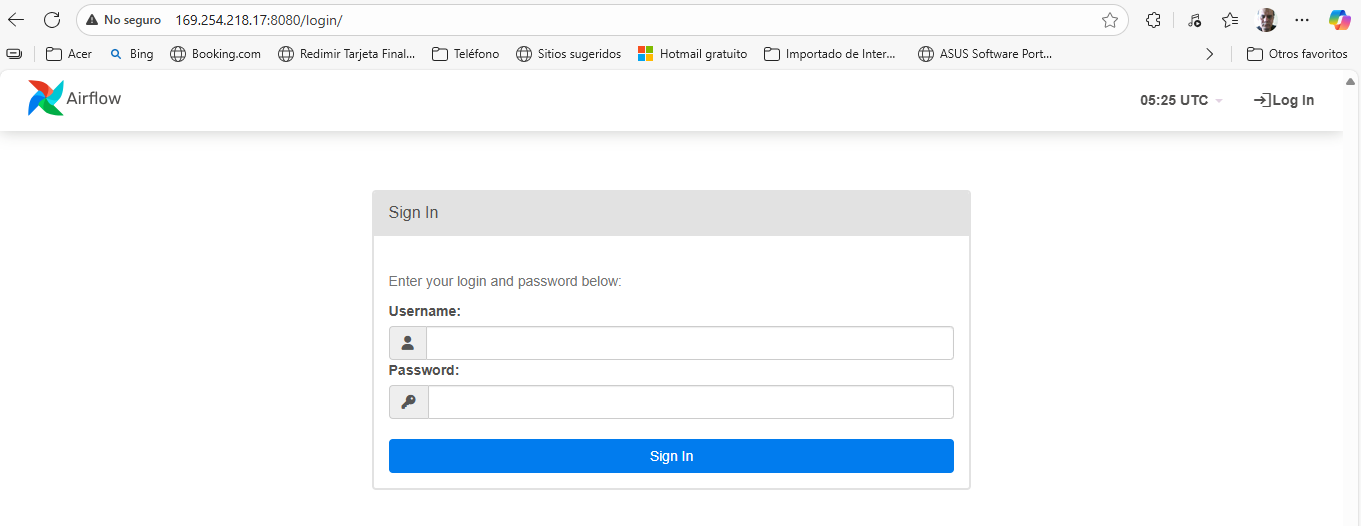 No seguro 169.254.218.17:8080/login/
Acer Bing Booking.com Redimir Tarjeta Final... Teléfono Sitios sugeridos Hotmail gratuito Importado de Inter... ASUS Software Port... Otros favoritos
Airflow 05:25 UTC Log In
Sign In
Enter your login and password below:
Username:
Password:
Sign In